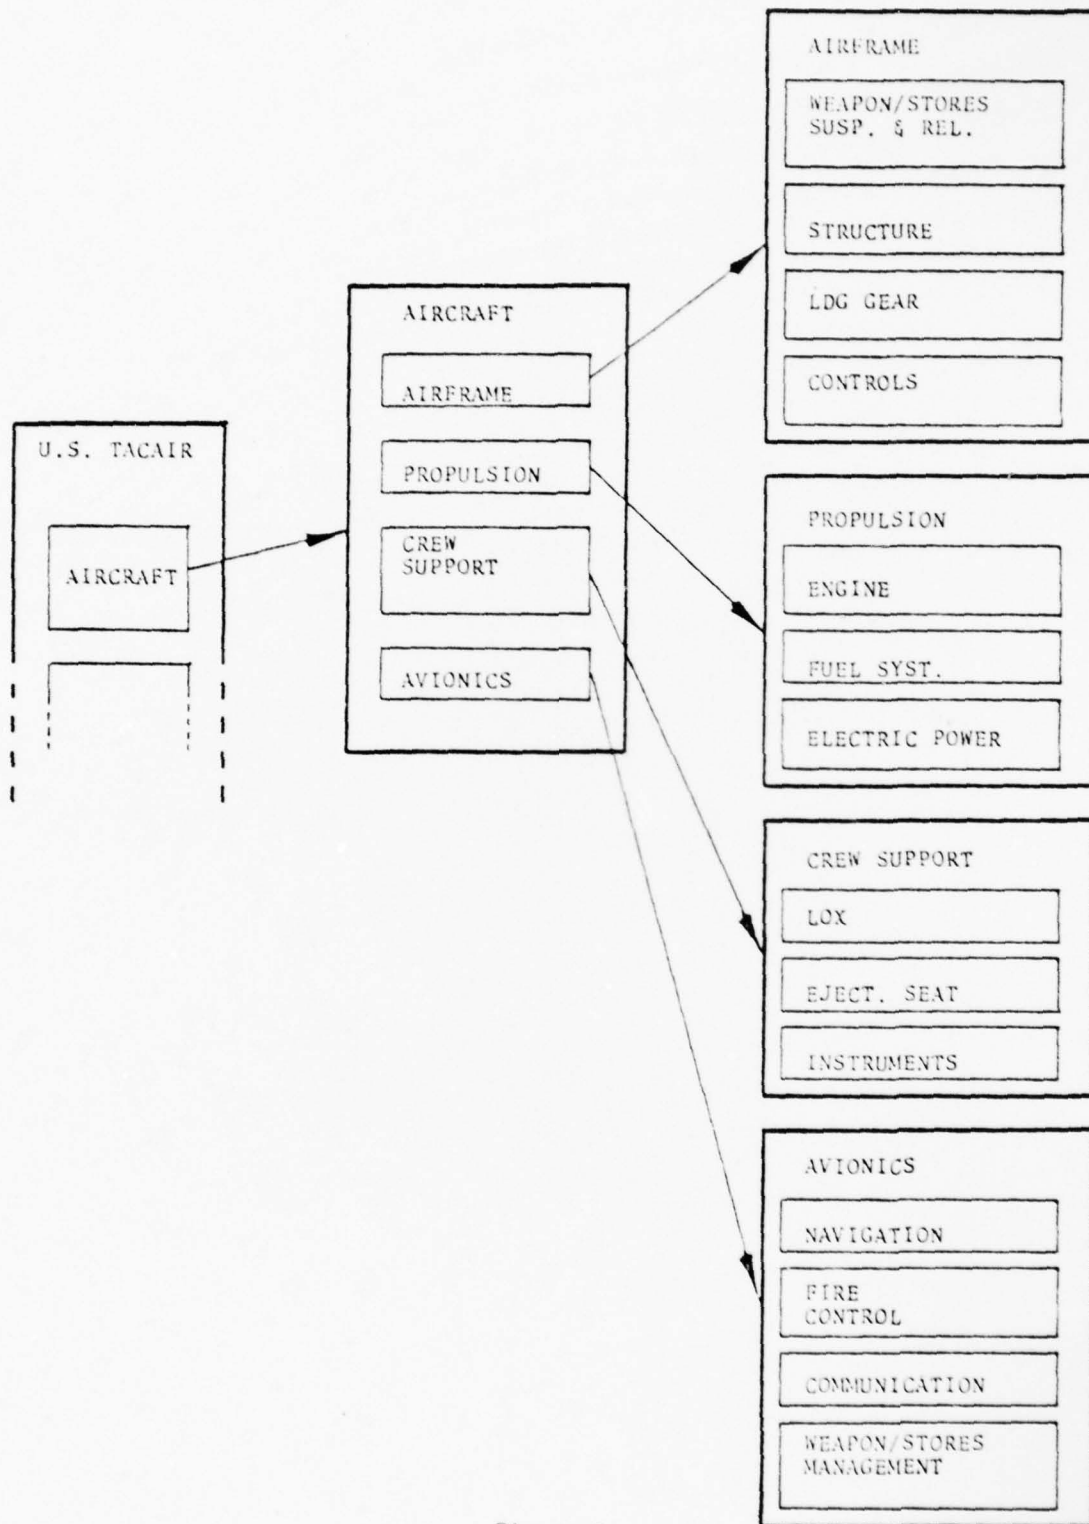 U.S. TACAIR
AIRCRAFT
AIRCRAFT
AIRFRAME
PROPULSION
CREW
SUPPORT
AVIONICS
AIRFRAME
WEAPON/STORES
SUSP. & REL.
STRUCTURE
LDG GEAR
CONTROLS
PROPULSION
ENGINE
FUEL SYST.
ELECTRIC POWER
CREW SUPPORT
LOX
EJECT. SEAT
INSTRUMENTS
AVIONICS
NAVIGATION
FIRE
CONTROL
COMMUNICATION
WEAPON/STORES
MANAGEMENT